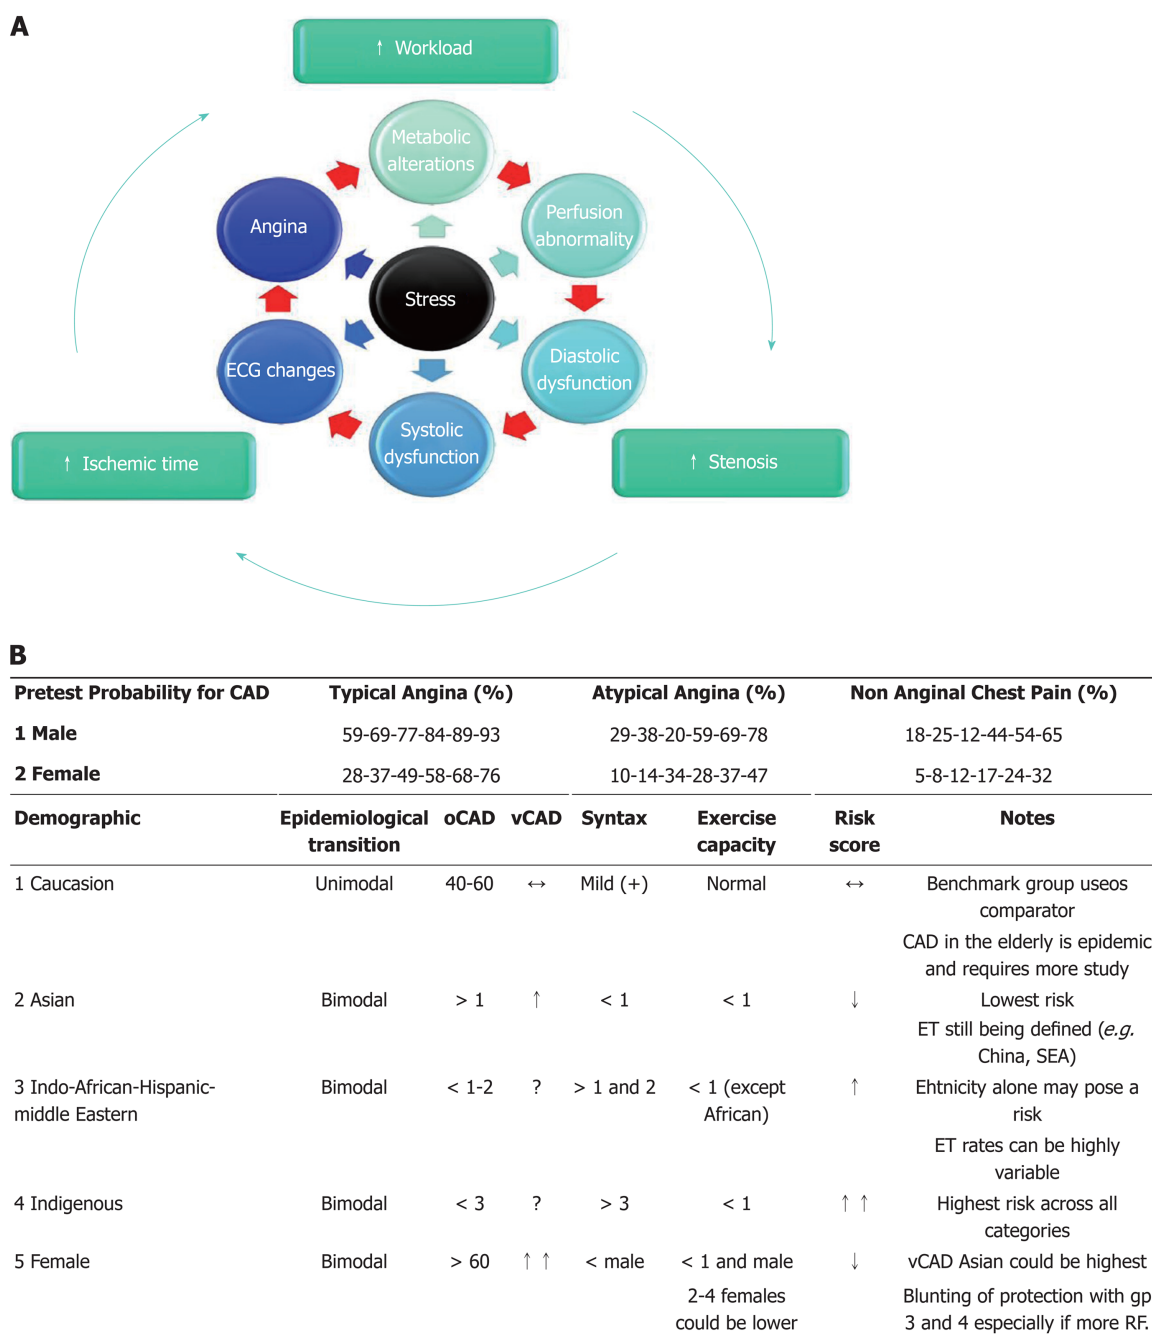 A
↑ Workload
Metabolic
alterations
Angina
Perfusion
abnormality
Stress
ECG changes
Diastolic
dysfunction
Systolic
dysfunction
↑ Ischemic time
↑ Stenosis
B
Pretest Probability for CAD Typical Angina (%) Atypical Angina (%) Non Anginal Chest Pain (%)
1 Male 59-69-77-84-89-93 29-38-20-59-69-78 18-25-12-44-54-65
2 Female 28-37-49-58-68-76 10-14-34-28-37-47 5-8-12-17-24-32
Demographic Epidemiological oCAD vCAD Syntax Exercise Risk Notes
transition capacity score
1 Caucasion Unimodal 40-60 ↔ Mild (+) Normal ↔ Benchmark group useos
comparator
CAD in the elderly is epidemic
and requires more study
2 Asian Bimodal > 1 ↑ < 1 < 1 ↓ Lowest risk
ET still being defined (e.g.
China, SEA)
3 Indo-African-Hispanic- Bimodal < 1-2 ? > 1 and 2 < 1 (except ↑ Ehtnicity alone may pose a
middle Eastern African) risk
ET rates can be highly
variable
4 Indigenous Bimodal < 3 ? > 3 < 1 ↑ ↑ Highest risk across all
categories
5 Female Bimodal > 60 ↑ ↑ < male < 1 and male ↓ vCAD Asian could be highest
2-4 females Blunting of protection with gp
could be lower 3 and 4 especially if more RF.